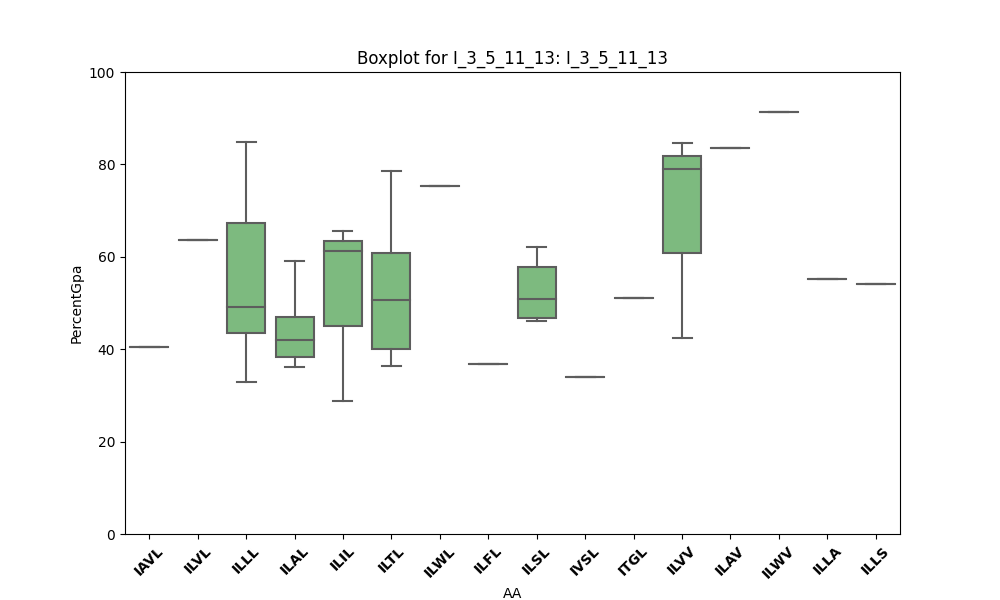 Boxplot for I_3_5_11_13: I_3_5_11_13
100
80
60
40
20
0
PercentGpa
IAVL ILVL ILLL ILAL ILIL ILTL ILWL ILFL ILSL IVSL ITGL ILVV ILAV ILWV ILLA ILLS
AA